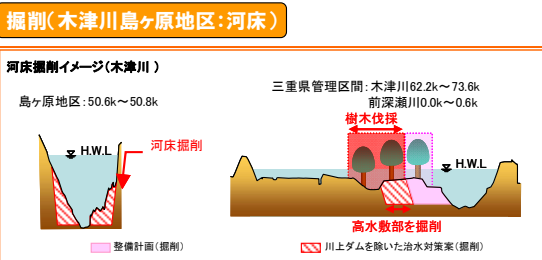 掘削(木津川島ヶ原地区:河床)
河床掘削イメージ(木津川 )
島ヶ原地区:50.6k~50.8k
三重県管理区間:木津川62.2k~73.6k
前深瀬川0.0k~0.6k
樹木伐採
H.W.L
河床掘削
H.W.L
高水敷部を掘削
整備計画(掘削)
川上ダムを除いた治水対策案(掘削)